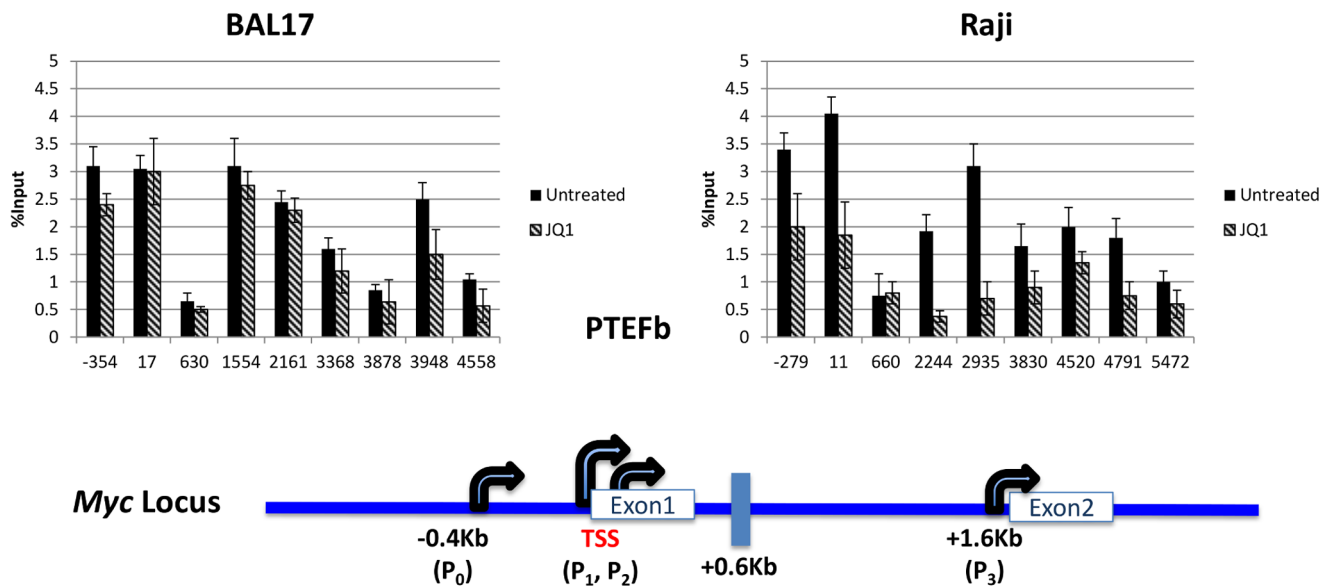 BAL17
5
4.5
4
3.5
3
2.5
2
1.5
1
0.5
0
%Input
-354 17 630 1554 2161 3368 3878 3948 4558
Untreated
JQ1
PTEFb
Raji
5
4.5
4
3.5
3
2.5
2
1.5
1
0.5
0
%Input
-279 11 660 2244 2935 3830 4520 4791 5472
Untreated
JQ1
Myc Locus
Exon1
Exon2
-0.4Kb
(P0)
TSS
(P1, P2)
+0.6Kb
+1.6Kb
(P3)